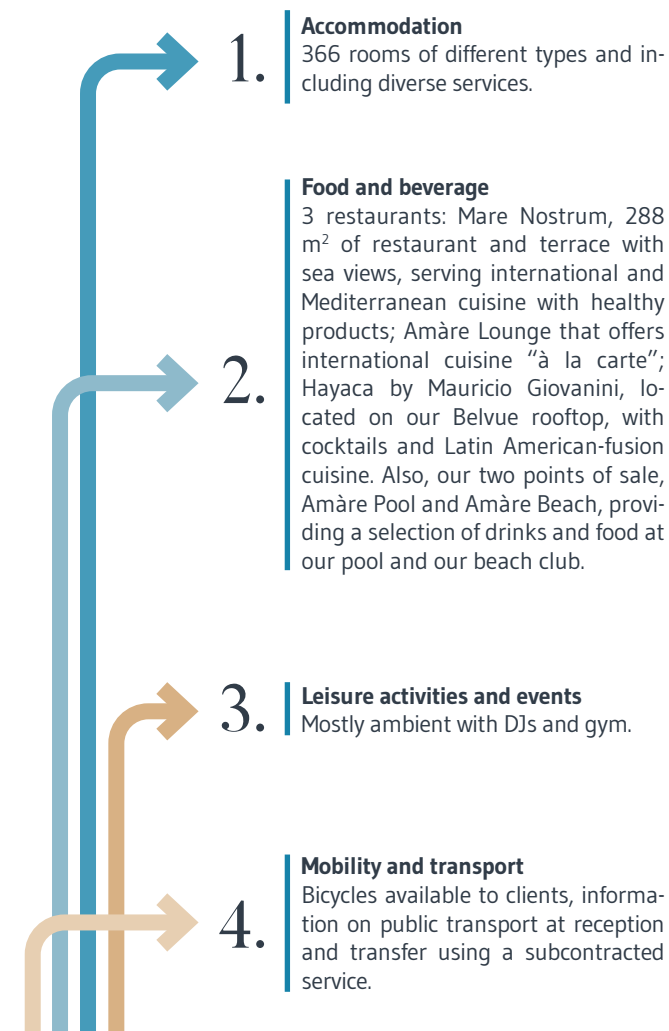 1.
Accommodation
366 rooms of different types and in-
cluding diverse services.
2.
Food and beverage
3 restaurants: Mare Nostrum, 288
m² of restaurant and terrace with
sea views, serving international and
Mediterranean cuisine with healthy
products; Amàre Lounge that offers
international cuisine “à la carte”;
Hayaca by Mauricio Giovanini, lo-
cated on our Belvue rooftop, with
cocktails and Latin American-fusion
cuisine. Also, our two points of sale,
Amàre Pool and Amàre Beach, provi-
ding a selection of drinks and food at
our pool and our beach club.
3.
Leisure activities and events
Mostly ambient with DJs and gym.
4.
Mobility and transport
Bicycles available to clients, informa-
tion on public transport at reception
and transfer using a subcontracted
service.